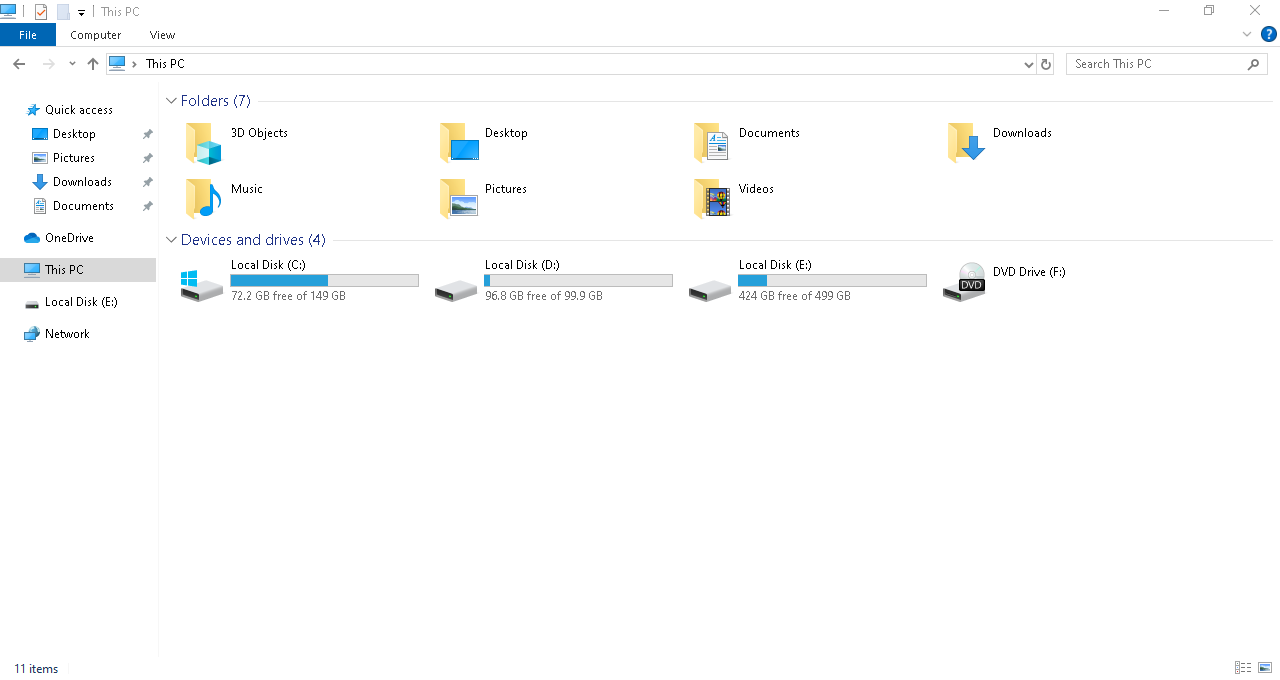 This PC
File Computer View
This PC
Search This PC
Quick access
Desktop
Pictures
Downloads
Documents
OneDrive
This PC
Local Disk (E:)
Network
Folders (7)
3D Objects
Desktop
Documents
Downloads
Music
Pictures
Videos
Devices and drives (4)
Local Disk (C:)
72.2 GB free of 149 GB
Local Disk (D:)
96.8 GB free of 99.9 GB
Local Disk (E:)
424 GB free of 499 GB
DVD Drive (F:)
DVD
11 items